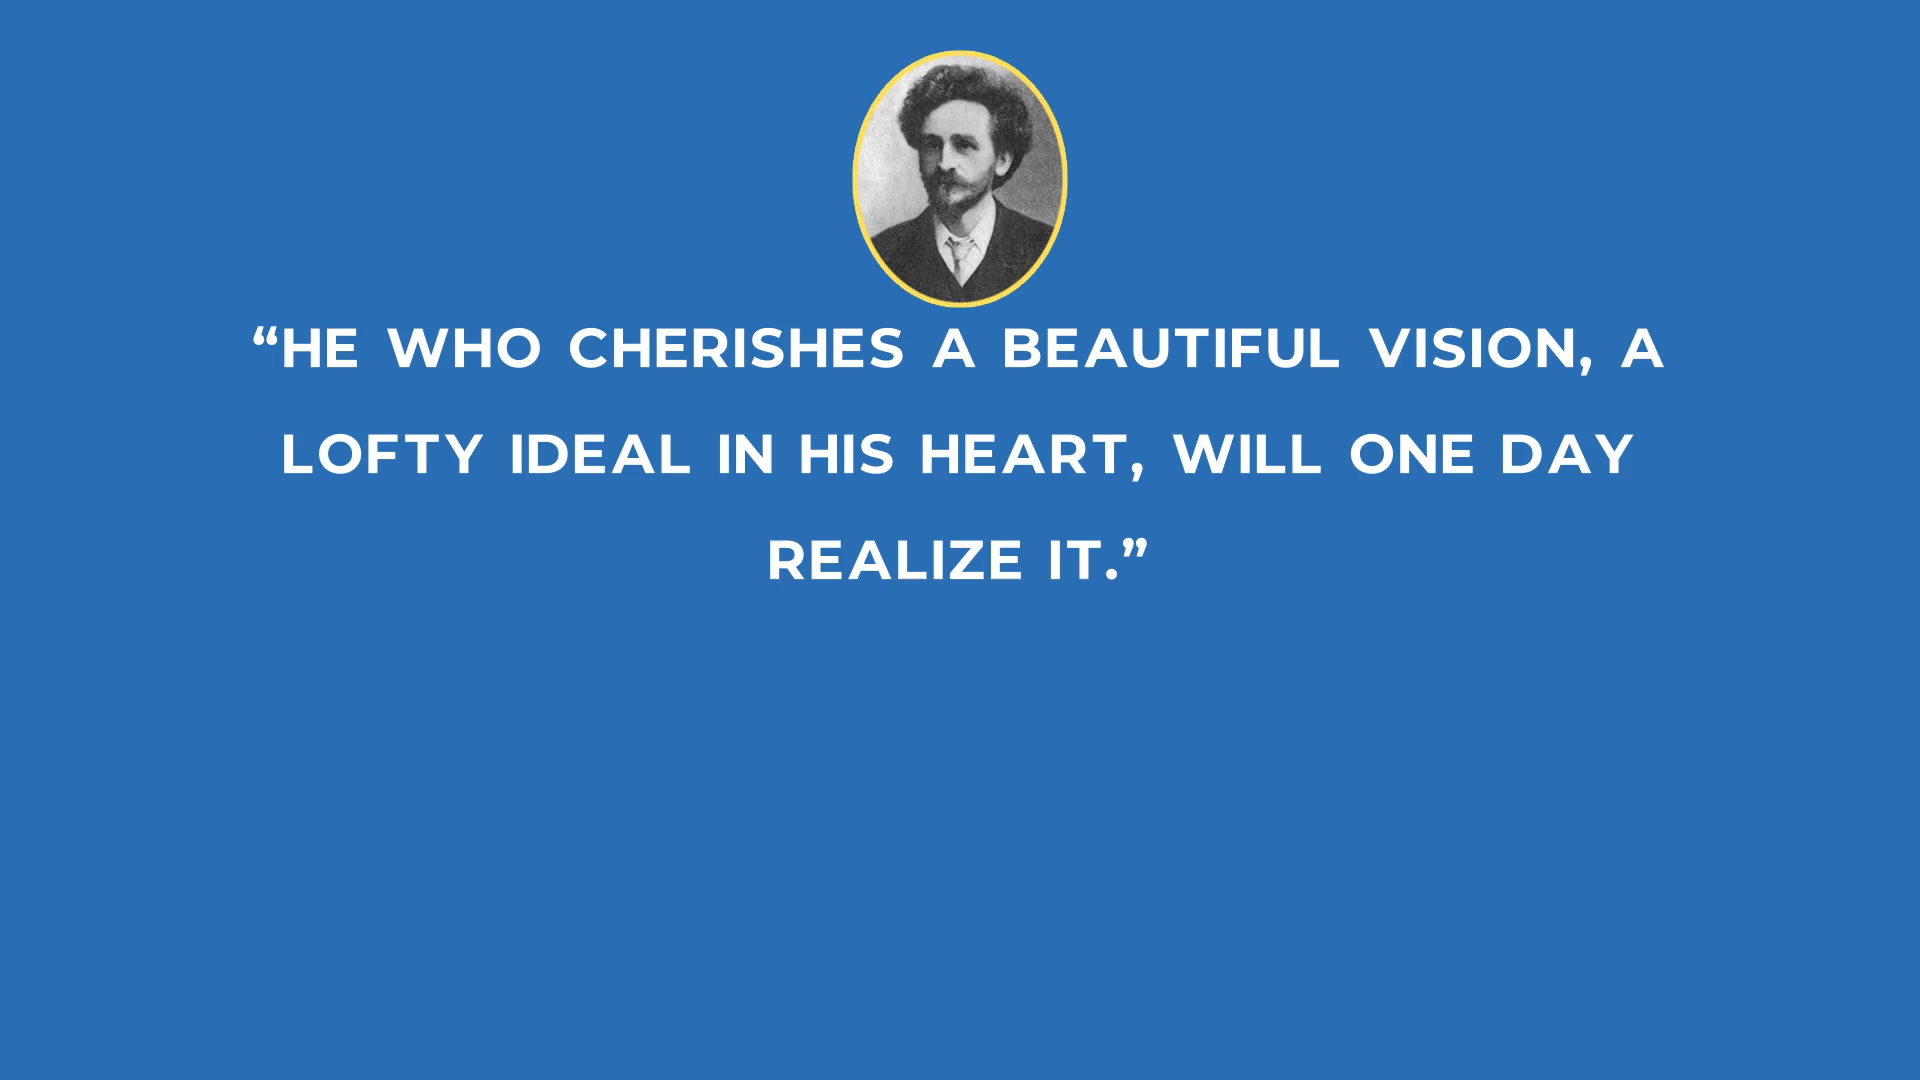 “HE WHO CHERISHES A BEAUTIFUL VISION, A
LOFTY IDEAL IN HIS HEART, WILL ONE DAY
REALIZE IT.”